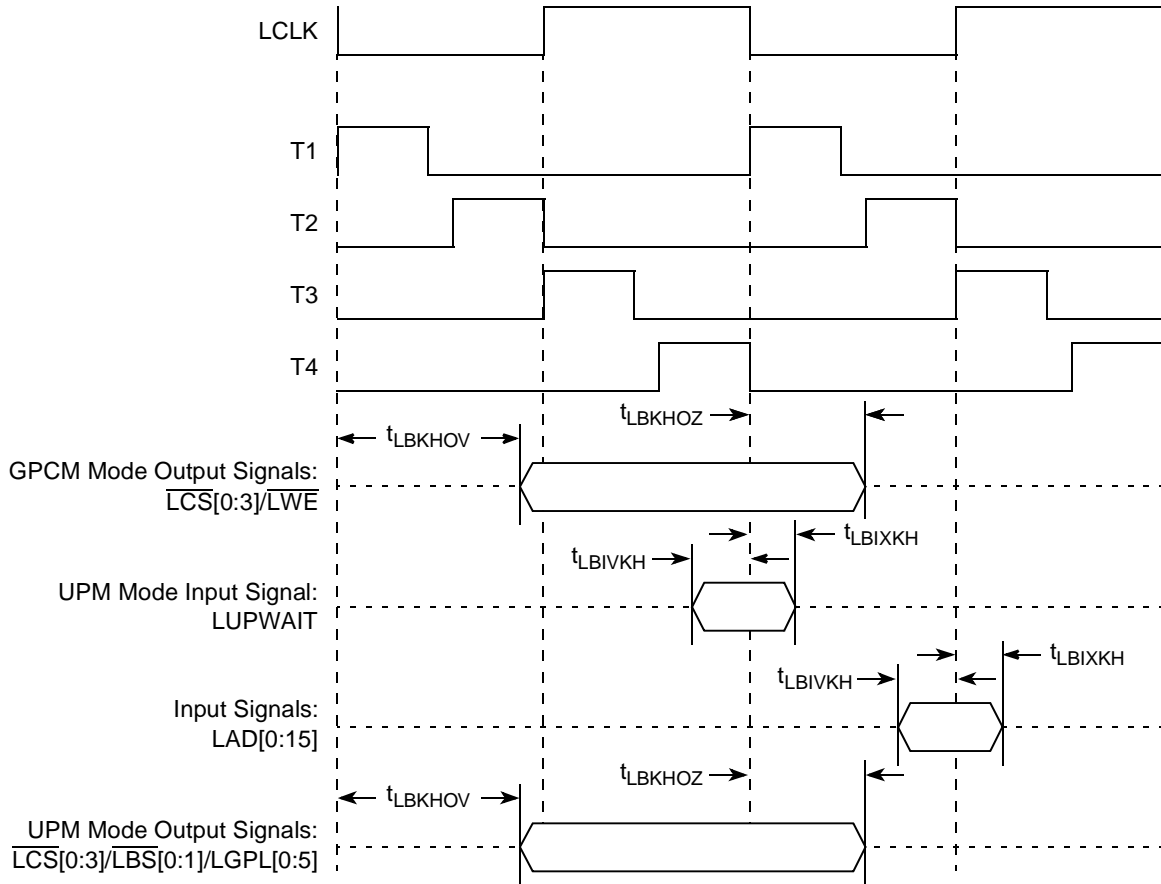 LCLK
T1
T2
T3
T4
tLBKHOZ
tLBKHOV
GPCM Mode Output Signals:
LCS[0:3]/LWE
tLBIXKH
tLBIVKH
UPM Mode Input Signal:
LUPWAIT
tLBIXKH
tLBIVKH
Input Signals:
LAD[0:15]
tLBKHOZ
tLBKHOV
UPM Mode Output Signals:
LCS[0:3]/LBS[0:1]/LGPL[0:5]